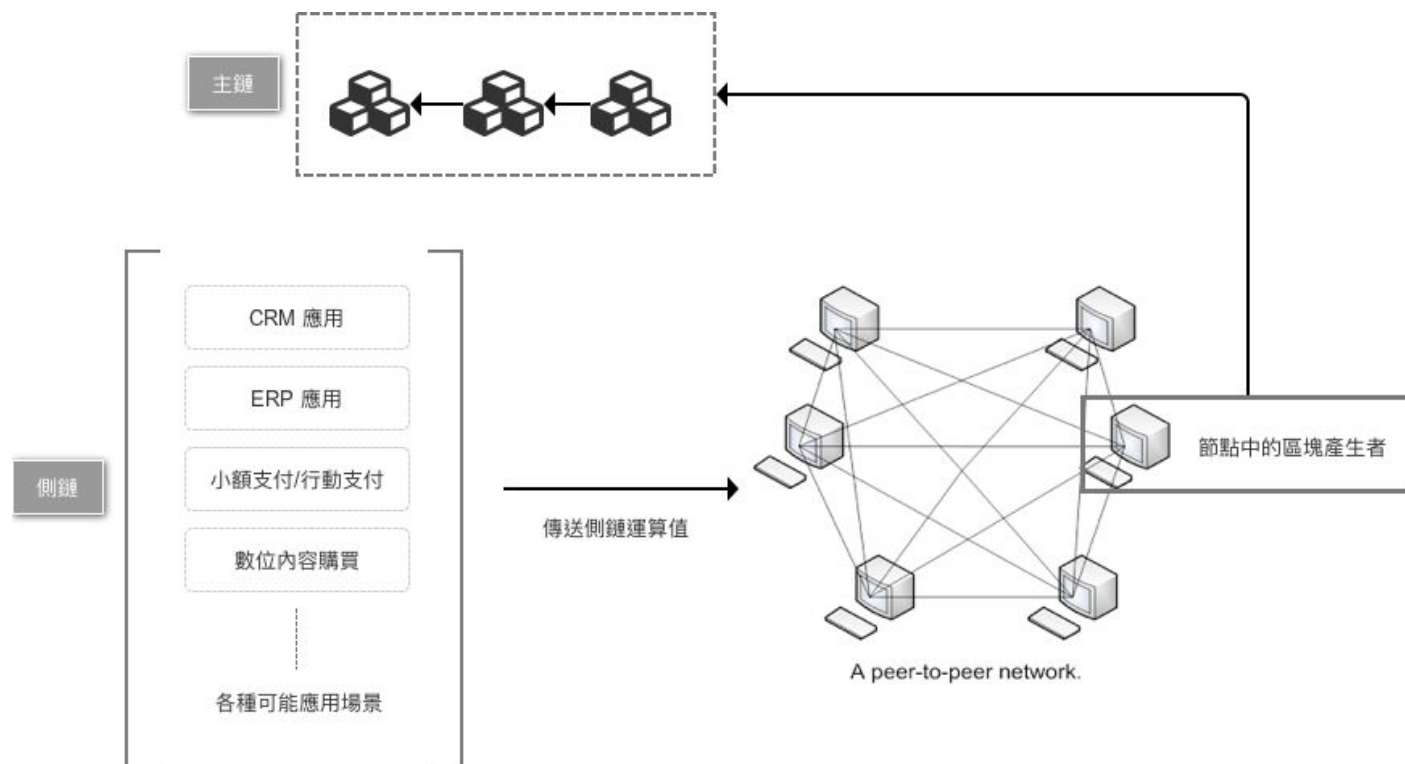 主鏈
CRM 應用
ERP 應用
小額支付/行動支付
數位內容購買
各種可能應用場景
側鏈
傳送側鏈運算值
節點中的區塊產生者
A peer-to-peer network.